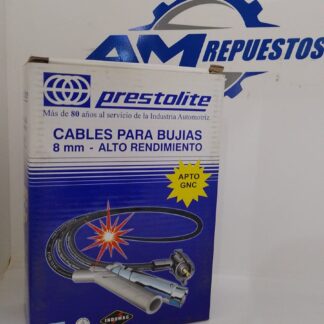 AM REPUESTOS
prestolite
Más de 80 años al servicio de la Industria Automotriz
CABLES PARA BUJIAS
8 mm - ALTO RENDIMIENTO
APTO
GNC
INDUMAG